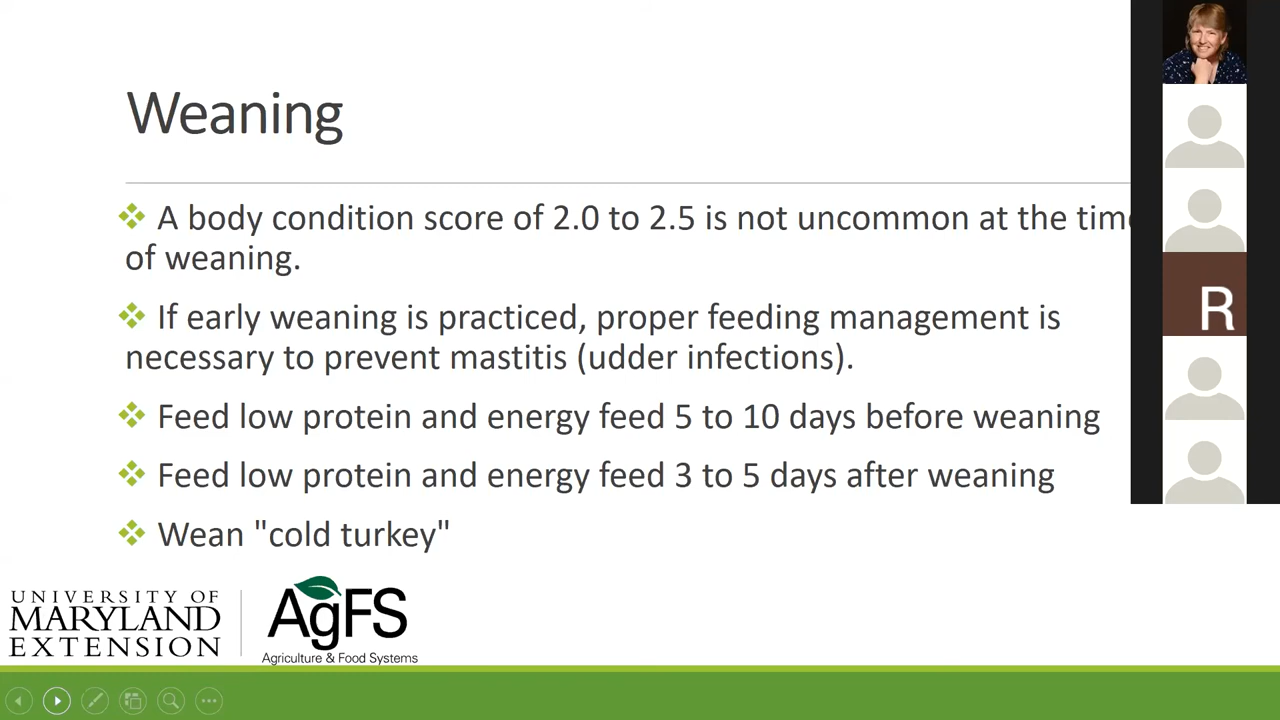 Weaning
A body condition score of 2.0 to 2.5 is not uncommon at the
of weaning.
If early weaning is practiced, proper feeding management is
necessary to prevent mastitis (udder infections).
Feed low protein and energy feed 5 to 10 days before weaning
Feed low protein and energy feed 3 to 5 days after weaning
Wean "cold turkey"
R
UNIVERSITY OF
MARYLAND
EXTENSION
AgFS
Agriculture & Food Systems